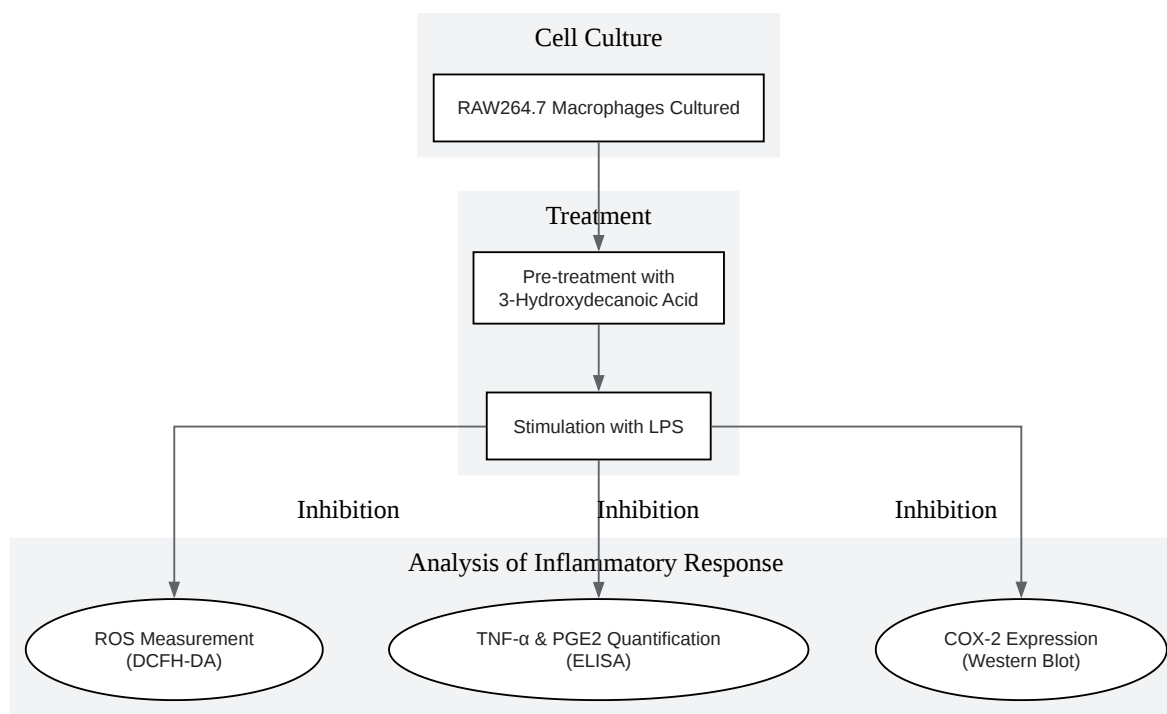 Cell Culture
RAW264.7 Macrophages Cultured
Treatment
Pre-treatment with
3-Hydroxydecanoic Acid
Stimulation with LPS
Inhibition
Inhibition
Inhibition
Analysis of Inflammatory Response
ROS Measurement
(DCFH-DA)
TNF-α & PGE2 Quantification
(ELISA)
COX-2 Expression
(Western Blot)